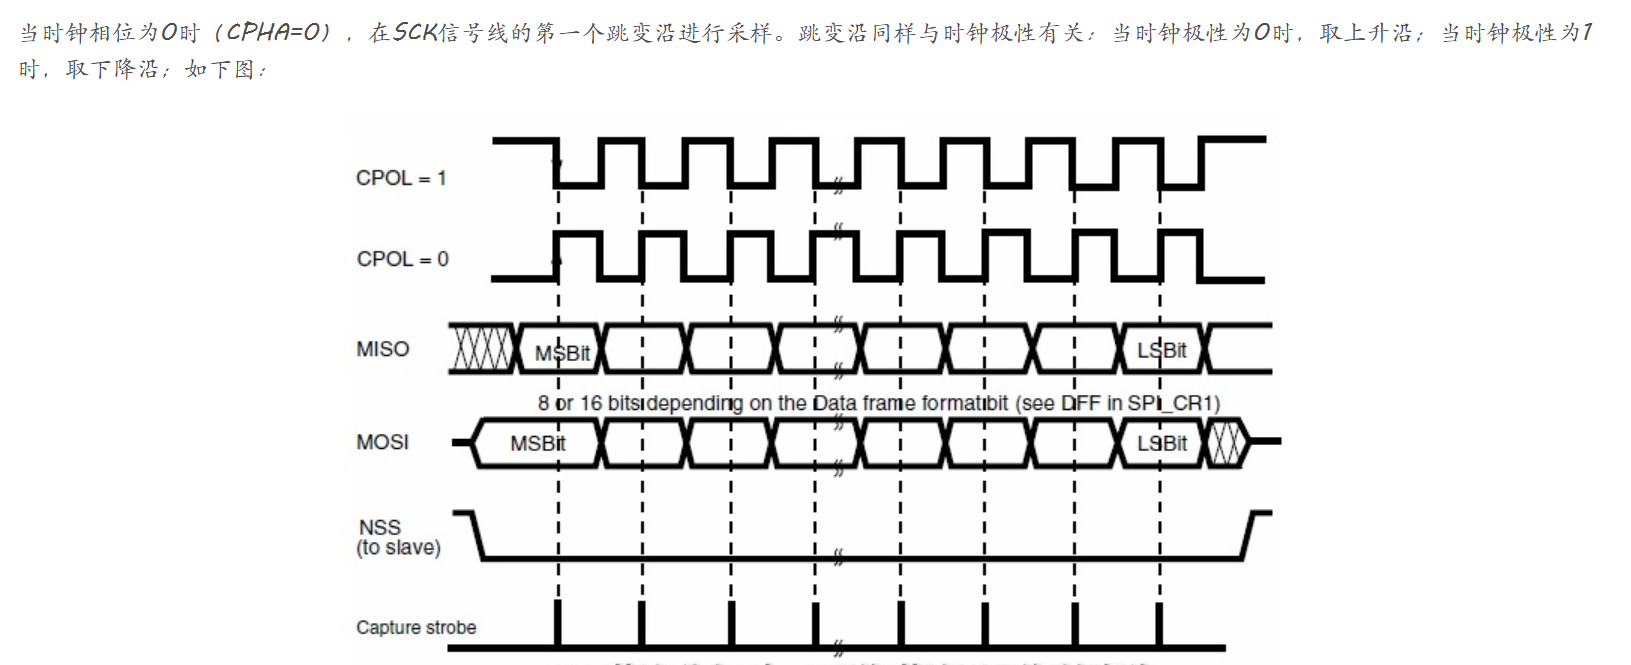 当时钟相位为0时（CPHA=0），在SCK信号线的第一个跳变沿进行采样。跳变沿同样与时钟极性有关：当时钟极性为0时，取上升沿；当时钟极性为1
时，取下降沿；如下图：
CPOL = 1
CPOL = 0
MISO
MSBit
LSBit
8 or 16 bits depending on the Data frame format bit (see DFF in SPI_CR1)
MOSI
MSBit
LSBit
NSS
(to slave)
Capture strobe